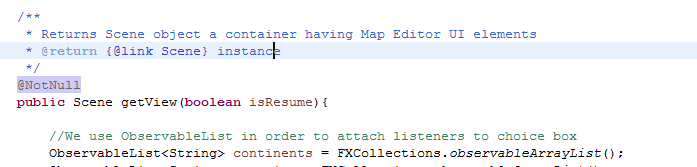 /**
* Returns Scene object a container having Map Editor UI elements
* @return {@link Scene} instance
*/
@NotNull
public Scene getView(boolean isResume){
//We use ObservableList in order to attach listeners to choice box
ObservableList<String> continents = FXCollections.observableArrayList();